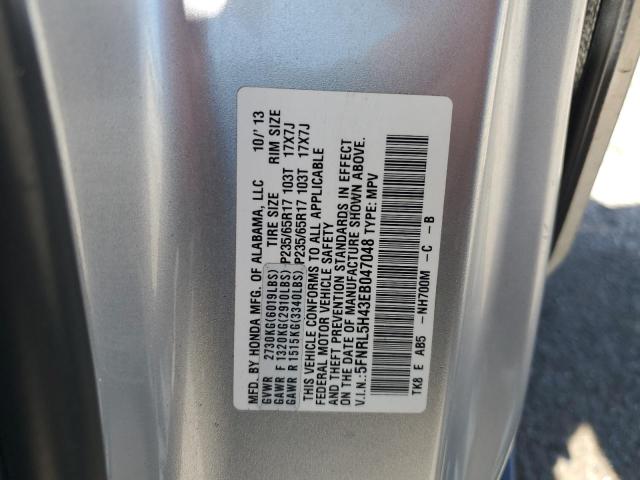 MFD. BY HONDA MFG. OF ALABAMA, LLC 10/'13
GVWR 2730KG(6019LBS) TIRE SIZE RIM SIZE
GAWR F 1320KG(2910LBS) P235/65R17 103T 17X7J
GAWR R 1515KG(3340LBS) P235/65R17 103T 17X7J
THIS VEHICLE CONFORMS TO ALL APPLICABLE
FEDERAL MOTOR VEHICLE SAFETY
AND THEFT PREVENTION STANDARDS IN EFFECT
ON THE DATE OF MANUFACTURE SHOWN ABOVE.
V.I.N.:5FNRL5H43EB047048 TYPE: MPV
TK8 E AB5 -NH700M -C -B